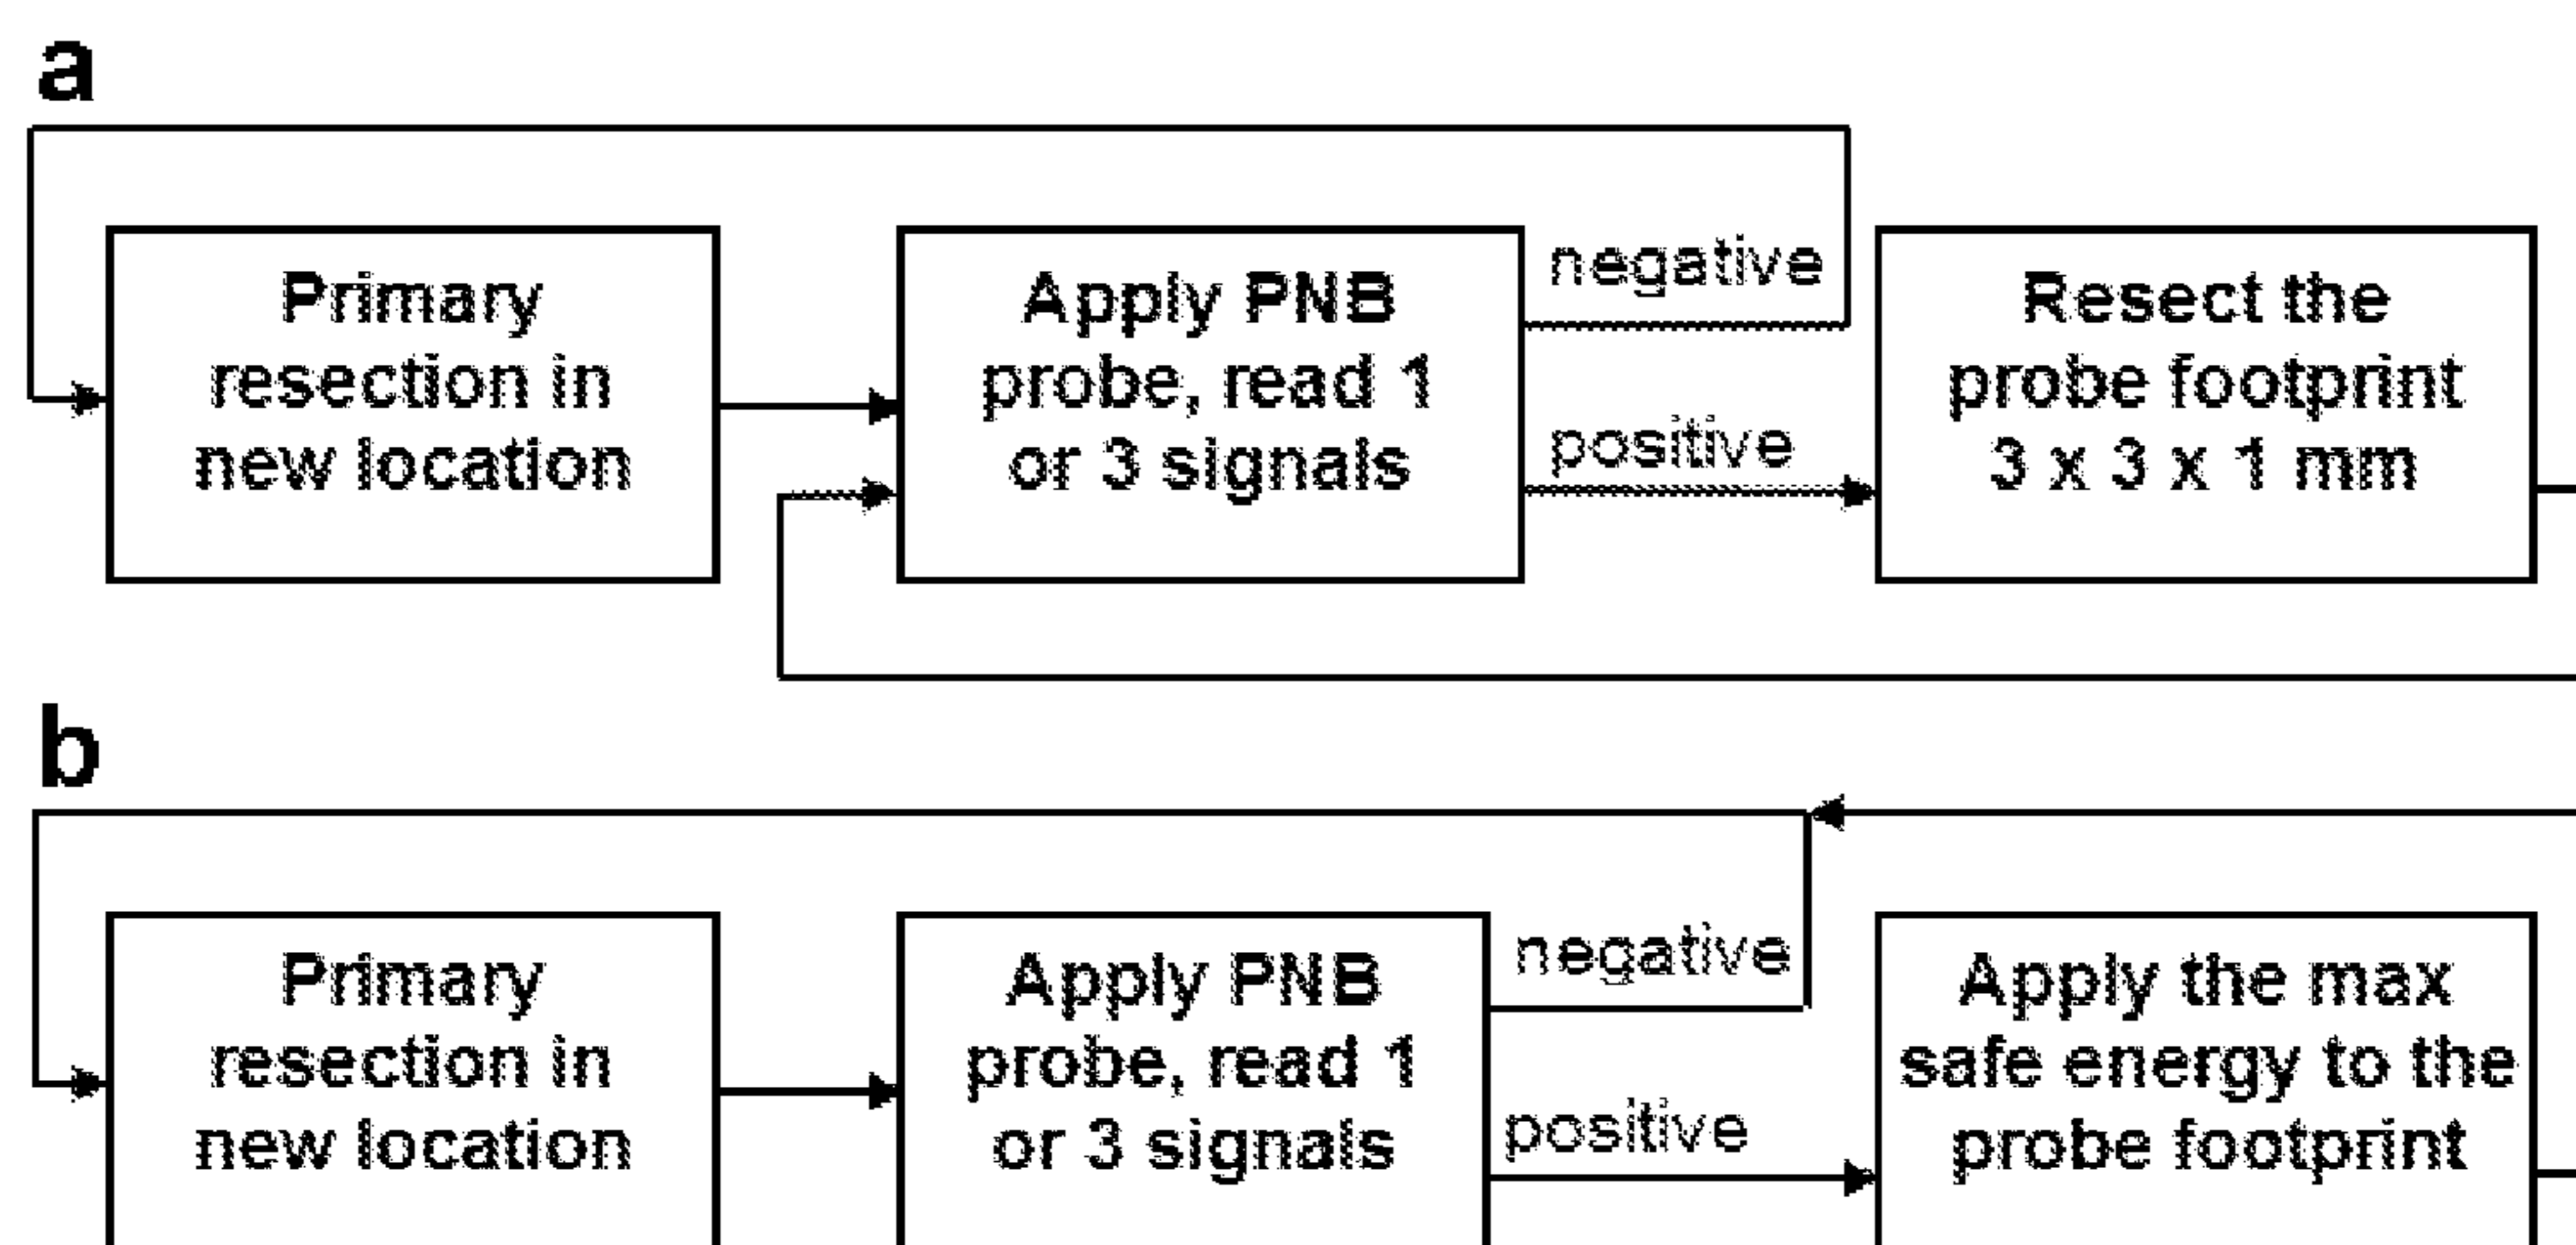 a
Primary
resection in
new location
Apply PNB
probe, read 1
or 3 signals
negative
positive
Resect the
probe footprint
3 x 3 x 1 mm
b
Primary
resection in
new location
Apply PNB
probe, read 1
or 3 signals
negative
positive
Apply the max
safe energy to the
probe footprint